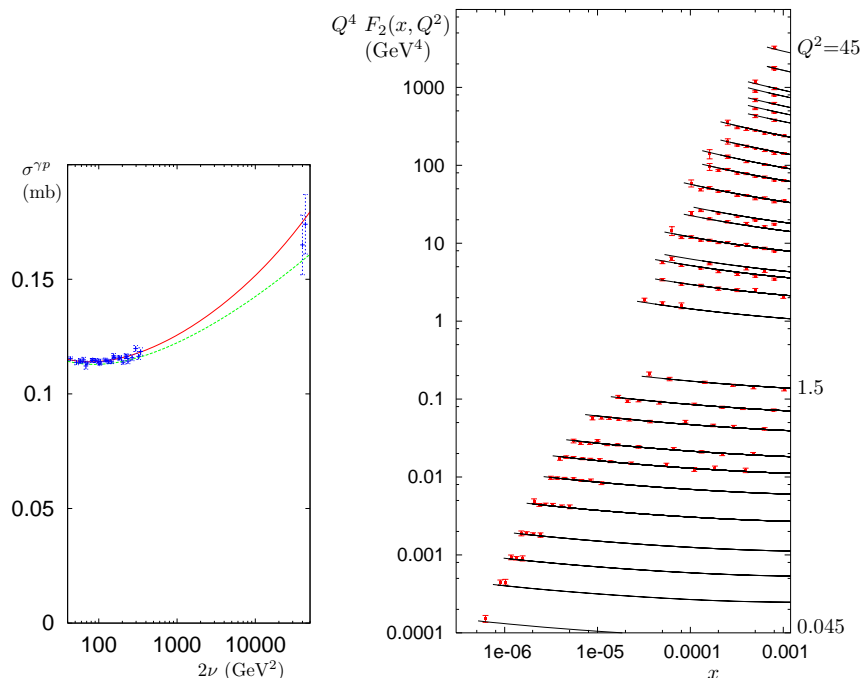 σ^{γp}
(mb)
0.15
0.1
0.05
0
100 1000 10000
2ν (GeV²)
Q⁴ F₂(x, Q²)
(GeV⁴)
Q²=45
1000
100
10
1
0.1
1.5
0.01
0.001
0.045
0.0001
1e-06 1e-05 0.0001 0.001
x